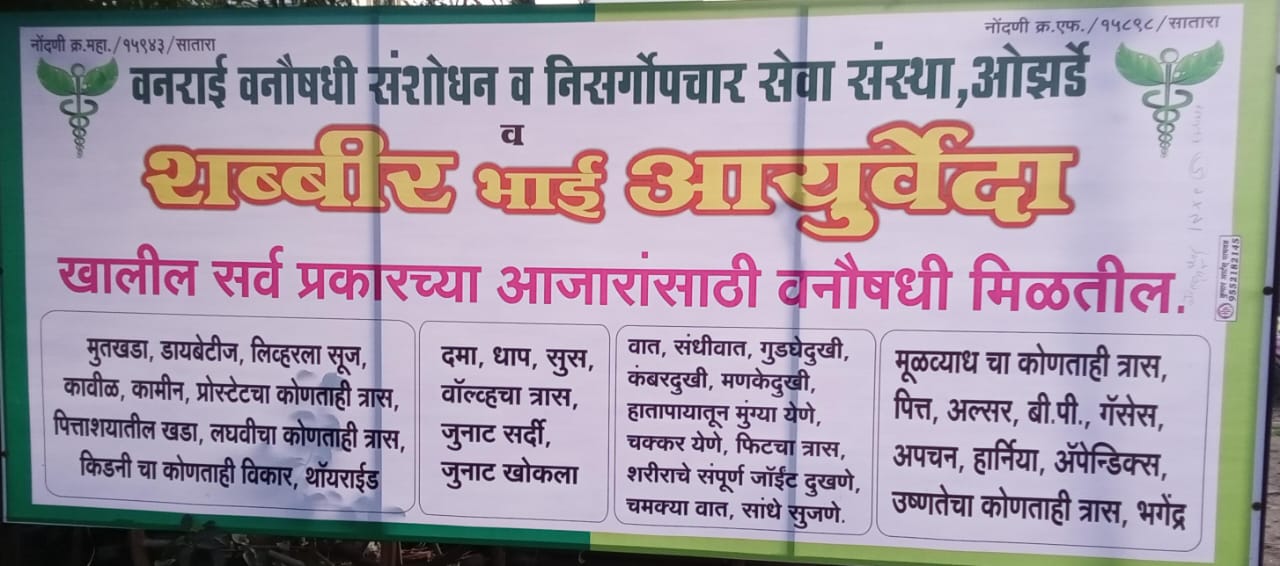 नोंदणी क्र.महा./१५९४३/सातारा
नोंदणी क्र.एफ./१५८९८/सातारा
वनराई वनौषधी संशोधन व निसर्गोपचार सेवा संस्था,ओझर्डे
व
शब्बीर भाई आयुर्वेदा
खालील सर्व प्रकारच्या आजारांसाठी वनौषधी मिळतील.
9552182145
मुतखडा, डायबेटीज, लिव्हरला सूज,
कावीळ, कामीन, प्रोस्टेटचा कोणताही त्रास,
पित्ताशयातील खडा, लघवीचा कोणताही त्रास,
किडनी चा कोणताही विकार, थॉयराईड
दमा, धाप, सुस,
वॉल्व्हचा त्रास,
जुनाट सर्दी,
जुनाट खोकला
वात, संधीवात, गुडघेदुखी,
कंबरदुखी, मणकेदुखी,
हातापायातून मुंग्या येणे,
चक्कर येणे, फिटचा त्रास,
शरीराचे संपूर्ण जॉईंट दुखणे,
चमक्या वात, सांधे सुजणे.
मूळव्याध चा कोणताही त्रास,
पित्त, अल्सर, बी.पी., गॅसेस,
अपचन, हार्निया, ॲपेन्डिक्स,
उष्णतेचा कोणताही त्रास, भगेंद्र